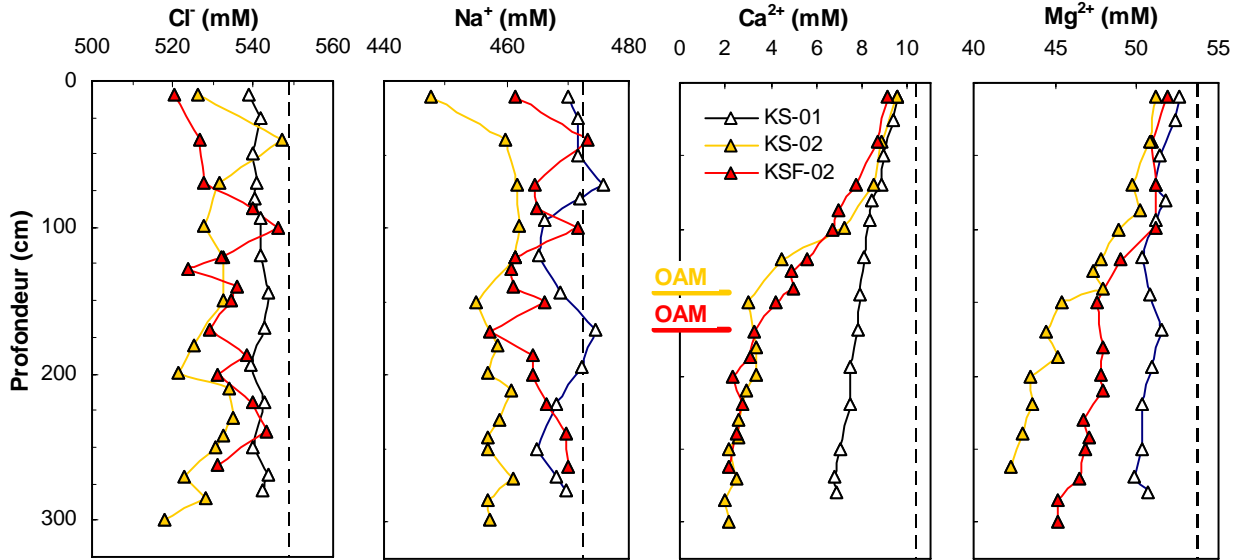 Cl⁻ (mM) Na⁺ (mM) Ca²⁺ (mM) Mg²⁺ (mM)
500 520 540 560 440 460 480 0 2 4 6 8 10 40 45 50 55
0
100
200
300
Profondeur (cm)
KS-01
KS-02
KSF-02
OAM
OAM